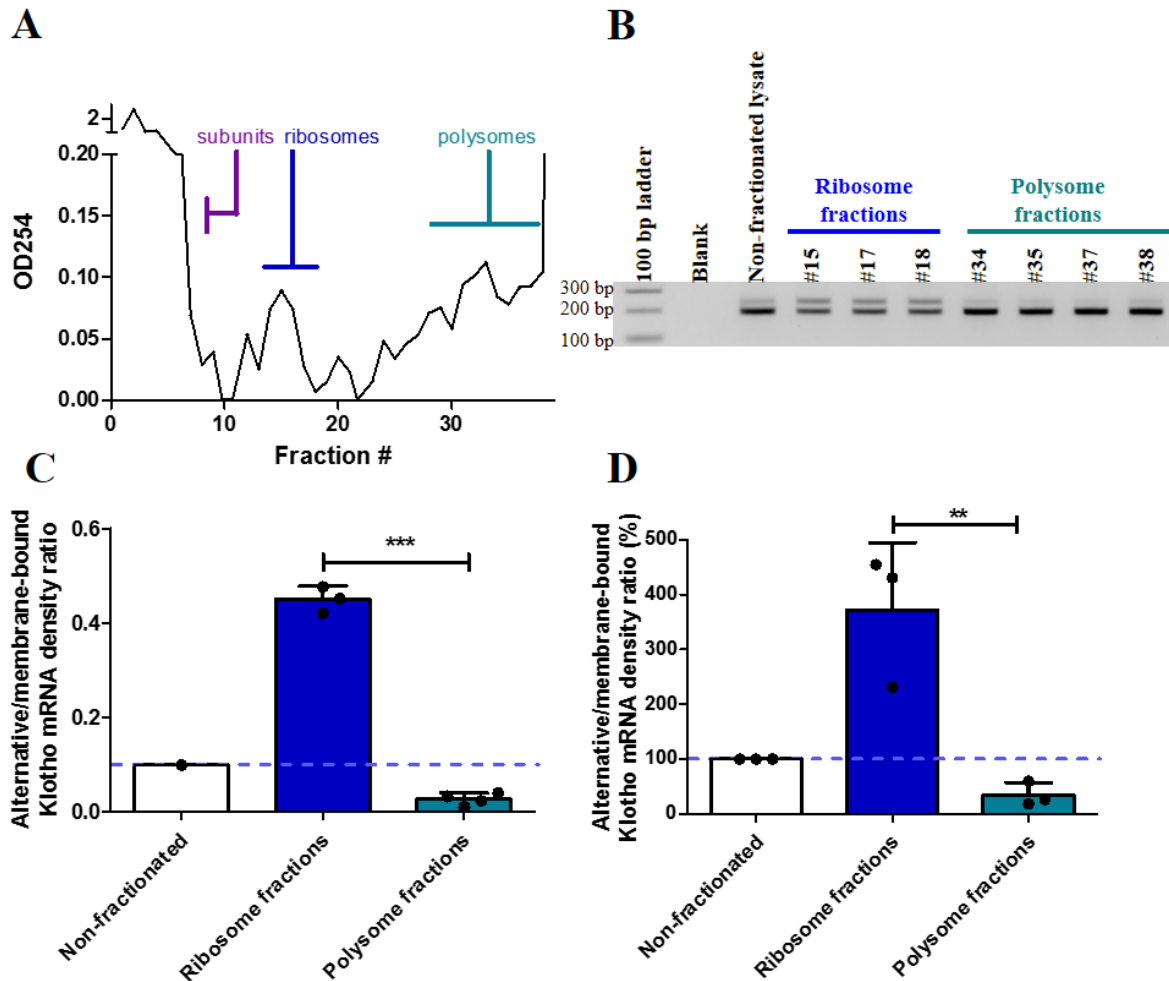 A
2
0.20
0.15
0.10
0.05
0.00
OD254
subunits
ribosomes
polysomes
0
10
20
30
Fraction #
B
100 bp ladder
Blank
Non-fractionated lysate
Ribosome
fractions
#15
#17
#18
Polysome
fractions
#34
#35
#37
#38
300 bp
200 bp
100 bp
C
Alternative/membrane-bound
Klotho mRNA density ratio
0.6
0.4
0.2
0.0
***
Non-fractionated
Ribosome fractions
Polysome fractions
D
Alternative/membrane-bound
Klotho mRNA density ratio (%)
500
400
300
200
100
0
**
Non-fractionated
Ribosome fractions
Polysome fractions